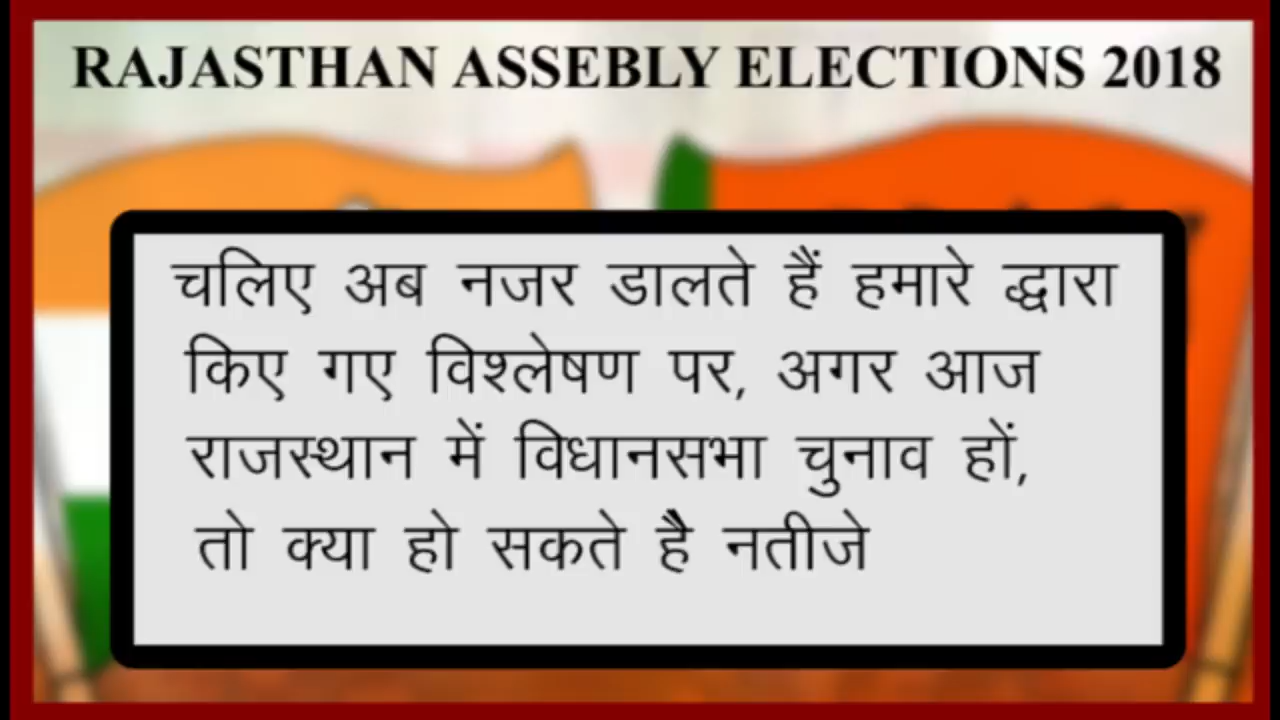 RAJASTHAN ASSEBLY ELECTIONS 2018
चलिए अब नजर डालते हैं हमारे द्धारा
किए गए विश्लेषण पर, अगर आज
राजस्थान में विधानसभा चुनाव हों,
तो क्या हो सकते है नतीजे